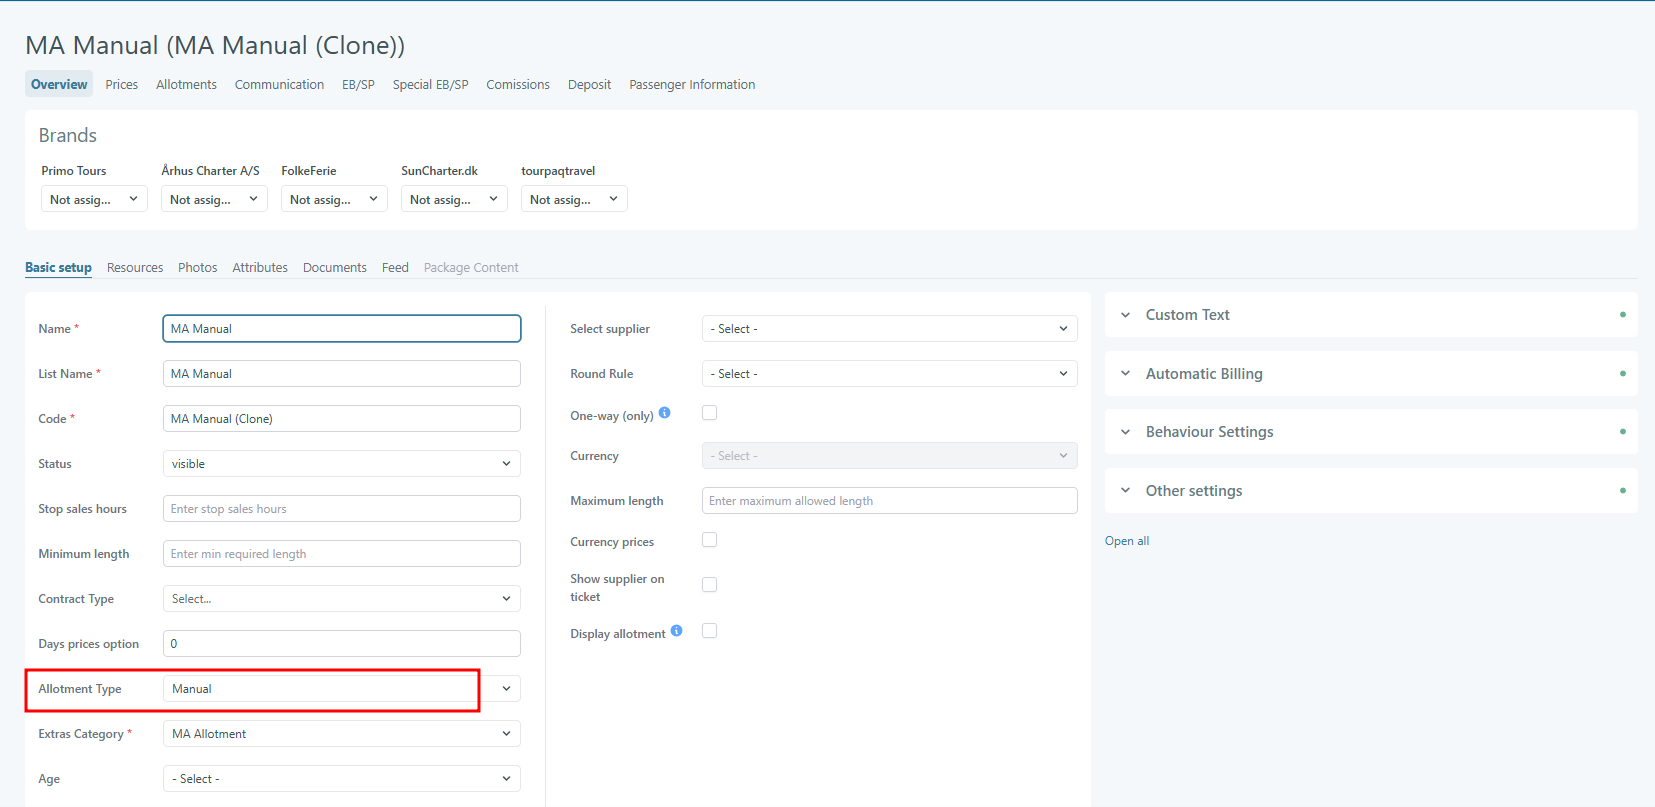 MA Manual (MA Manual (Clone))
Overview Prices Allotments Communication EB/SP Special EB/SP Comissions Deposit Passenger Information
Brands
Primo Tours Århus Charter A/S FolkeFerie SunCharter.dk tourpaqtravel
Not assig... Not assig... Not assig... Not assig... Not assig...
Basic setup Resources Photos Attributes Documents Feed Package Content
Name * MA Manual
List Name * MA Manual
Code * MA Manual (Clone)
Status visible
Stop sales hours Enter stop sales hours
Minimum length Enter min required length
Contract Type Select...
Days prices option 0
Allotment Type Manual
Extras Category * MA Allotment
Age - Select -
Select supplier - Select -
Round Rule - Select -
One-way (only)
Currency - Select -
Maximum length Enter maximum allowed length
Currency prices
Show supplier on
ticket
Display allotment
Custom Text
Automatic Billing
Behaviour Settings
Other settings
Open all